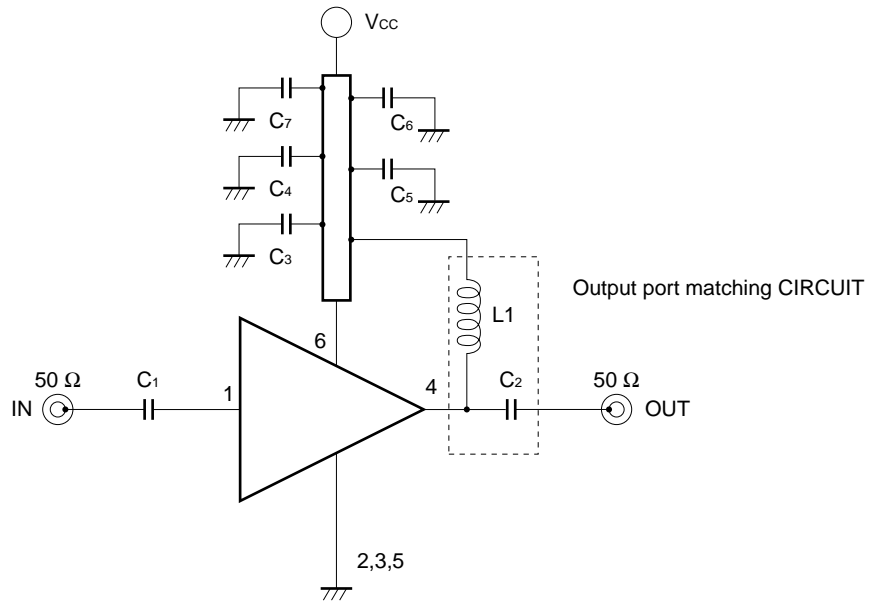 VCC
C7
C6
C4
C5
C3
Output port matching CIRCUIT
L1
6
50 Ω
C1
1
4
C2
50 Ω
IN
OUT
2,3,5